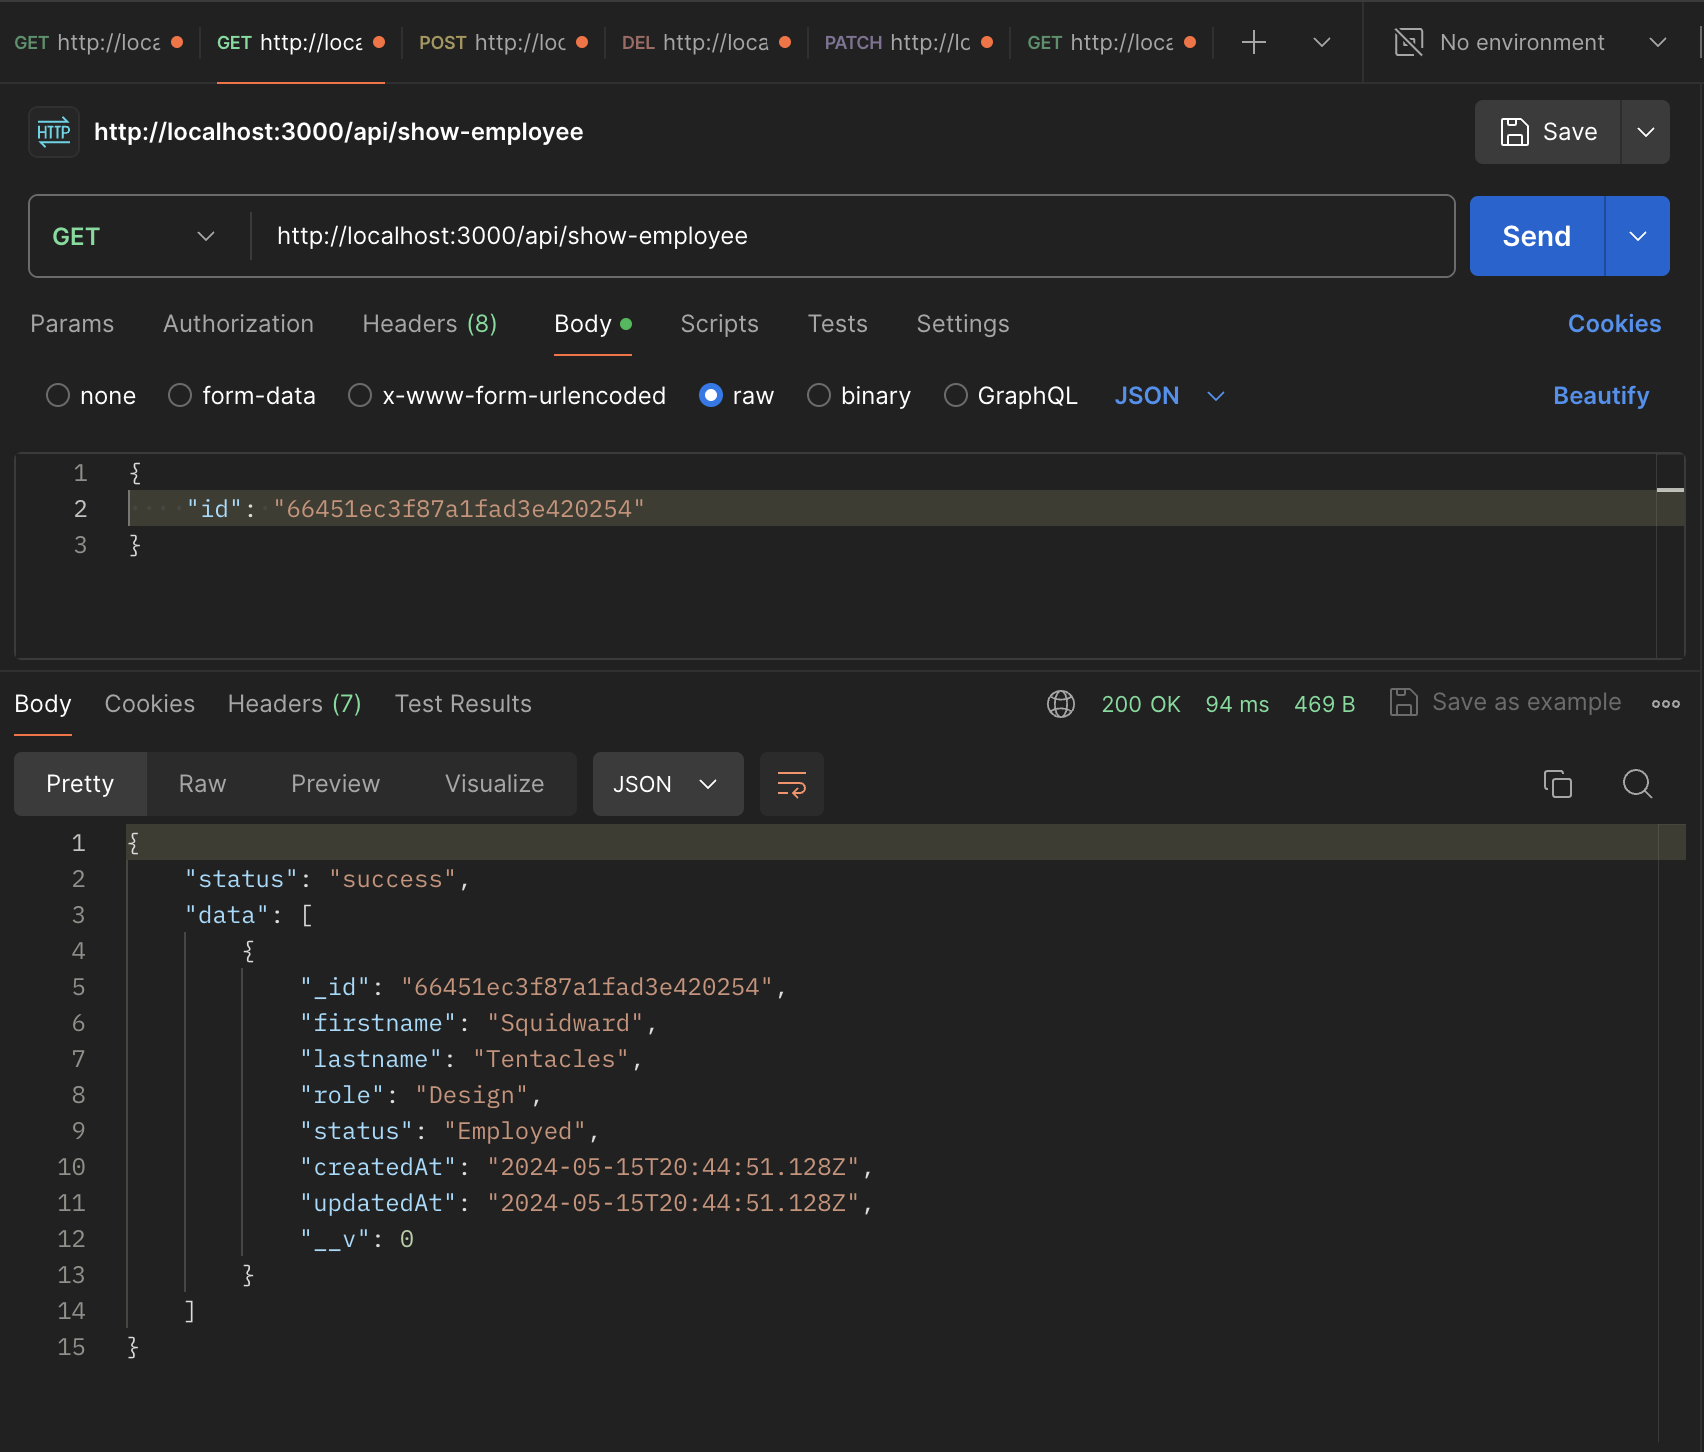 GET http://loca GET http://loca POST http://loc DEL http://loca PATCH http://lc GET http://loca No environment
HTTP http://localhost:3000/api/show-employee Save
GET http://localhost:3000/api/show-employee Send
Params Authorization Headers (8) Body Scripts Tests Settings Cookies
none form-data x-www-form-urlencoded raw binary GraphQL JSON Beautify
1 {
2 "id": "66451ec3f87a1fad3e420254"
3 }
Body Cookies Headers (7) Test Results 200 OK 94 ms 469 B Save as example
Pretty Raw Preview Visualize JSON
1 {
2 "status": "success",
3 "data": [
4 {
5 "_id": "66451ec3f87a1fad3e420254",
6 "firstname": "Squidward",
7 "lastname": "Tentacles",
8 "role": "Design",
9 "status": "Employed",
10 "createdAt": "2024-05-15T20:44:51.128Z",
11 "updatedAt": "2024-05-15T20:44:51.128Z",
12 "__v": 0
13 }
14 ]
15 }